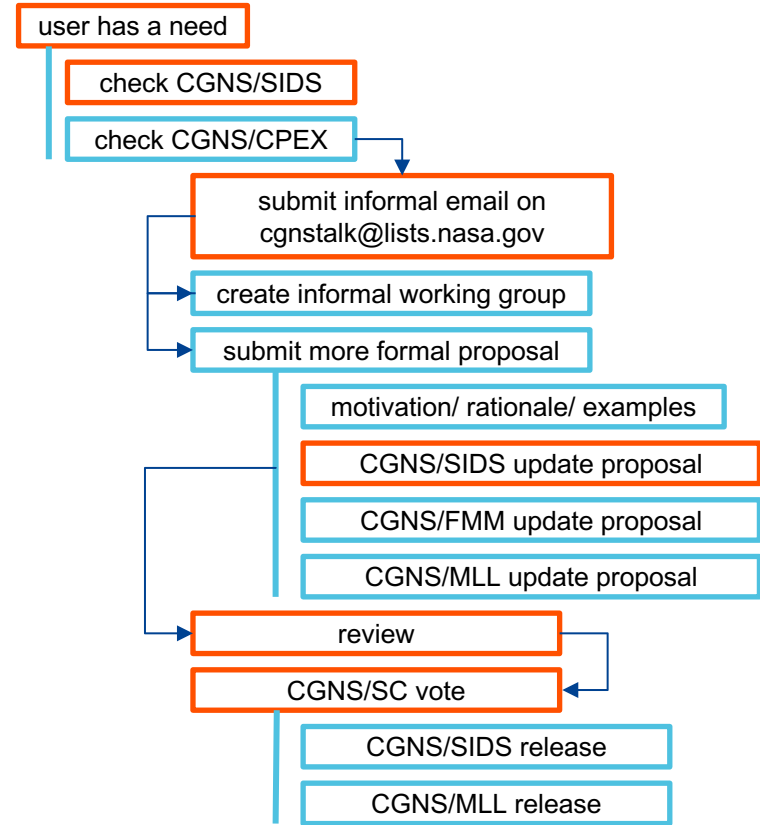 user has a need
check CGNS/SIDS
check CGNS/CPEX
submit informal email on
cgnstalk@lists.nasa.gov
create informal working group
submit more formal proposal
motivation/ rationale/ examples
CGNS/SIDS update proposal
CGNS/FMM update proposal
CGNS/MLL update proposal
review
CGNS/SC vote
CGNS/SIDS release
CGNS/MLL release